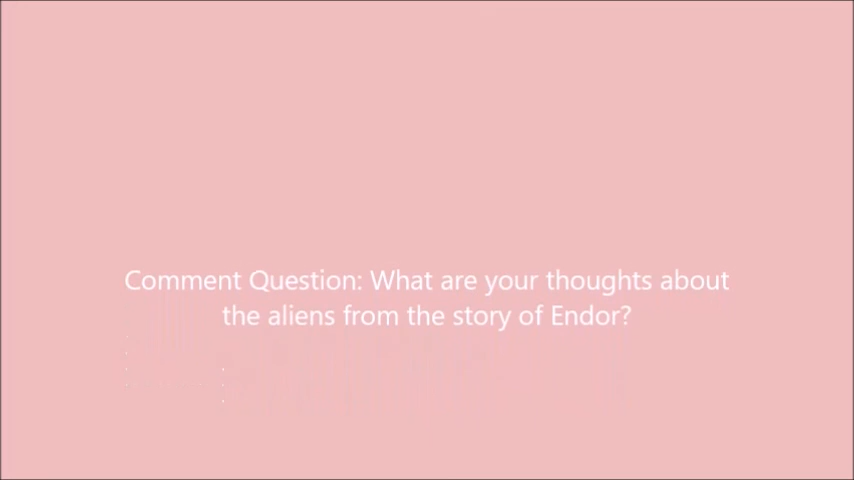 Comment Question: What are your thoughts about
the aliens from the story of Endor?